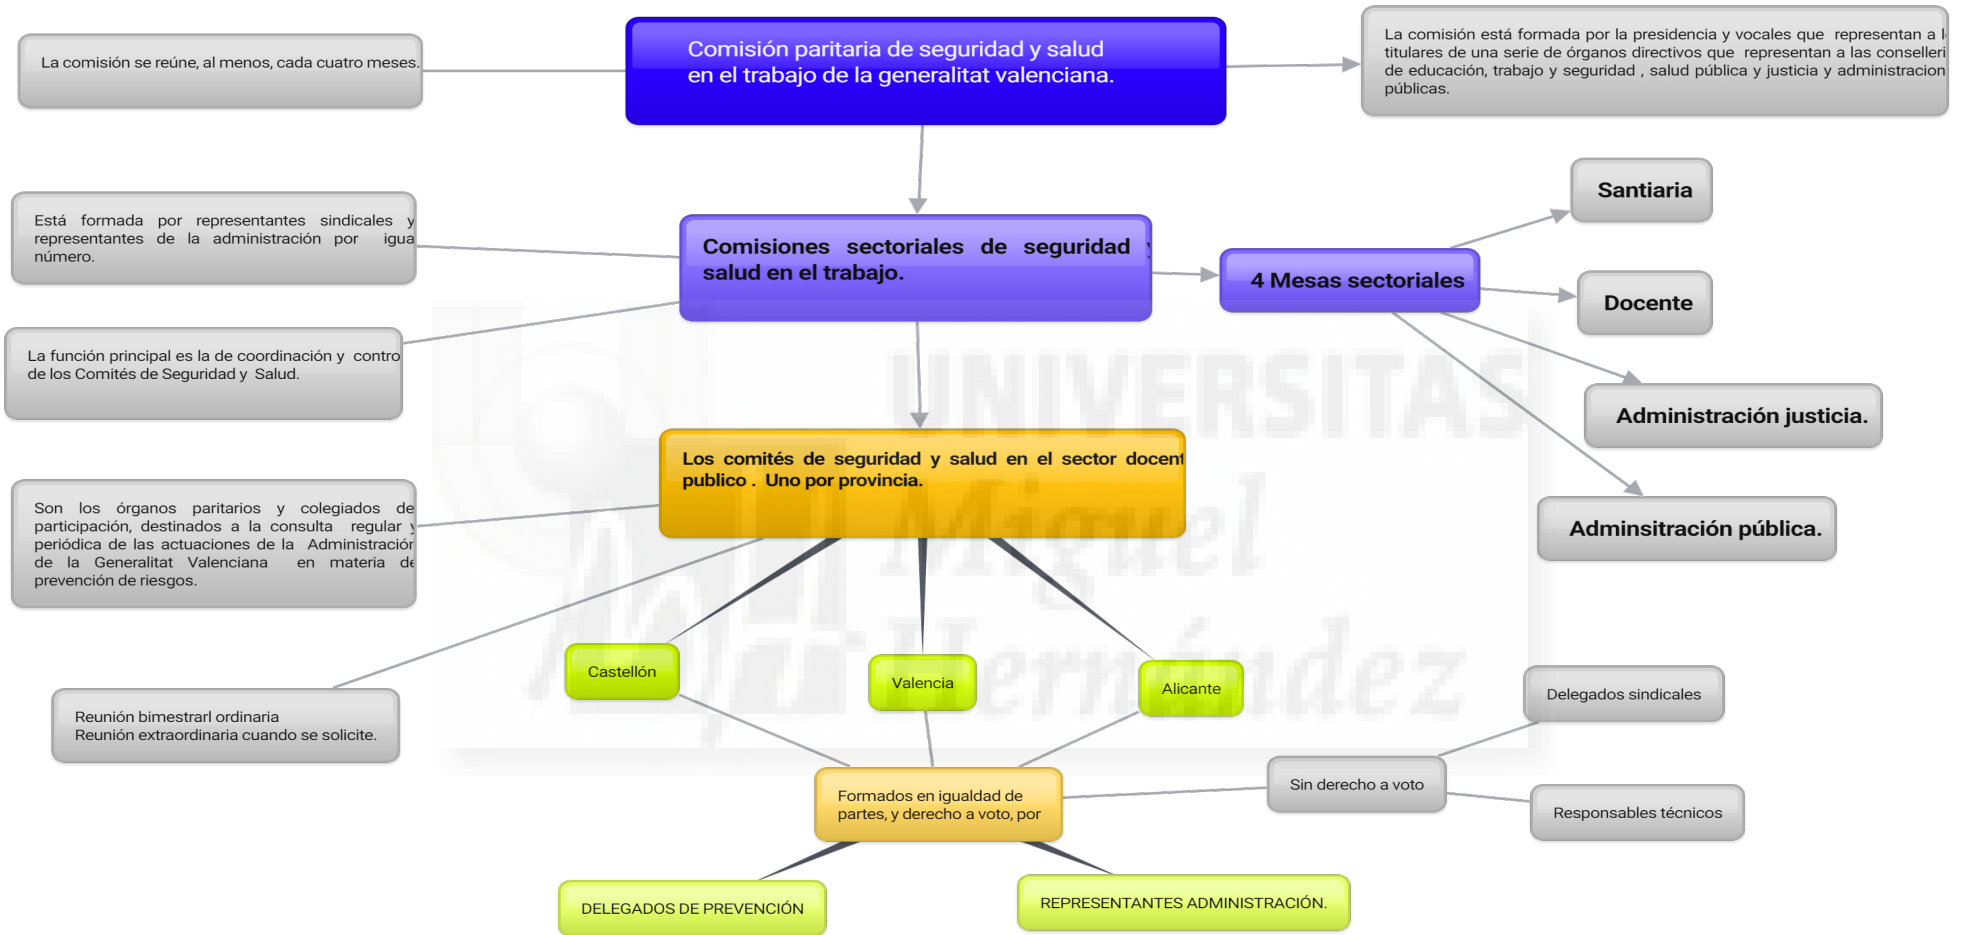 Comisión paritaria de seguridad y salud
en el trabajo de la generalitat valenciana.
La comisión se reúne, al menos, cada cuatro meses.
La comisión está formada por la presidencia y vocales que representan a l
titulares de una serie de órganos directivos que representan a las conselleri
de educación, trabajo y seguridad , salud pública y justicia y administracion
públicas.
Está formada por representantes sindicales y
representantes de la administración por igua
número.
Comisiones sectoriales de seguridad y
salud en el trabajo.
4 Mesas sectoriales
Santiaria
Docente
Administración justicia.
Adminsitración pública.
La función principal es la de coordinación y contro
de los Comités de Seguridad y Salud.
Los comités de seguridad y salud en el sector docent
publico . Uno por provincia.
Son los órganos paritarios y colegiados de
participación, destinados a la consulta regular y
periódica de las actuaciones de la Administración
de la Generalitat Valenciana en materia de
prevención de riesgos.
Reunión bimestrarl ordinaria
Reunión extraordinaria cuando se solicite.
Castellón
Valencia
Alicante
Formados en igualdad de
partes, y derecho a voto, por
Sin derecho a voto
Delegados sindicales
Responsables técnicos
DELEGADOS DE PREVENCIÓN
REPRESENTANTES ADMINISTRACIÓN.
UNIVERSITAS
Miguel
Hernández